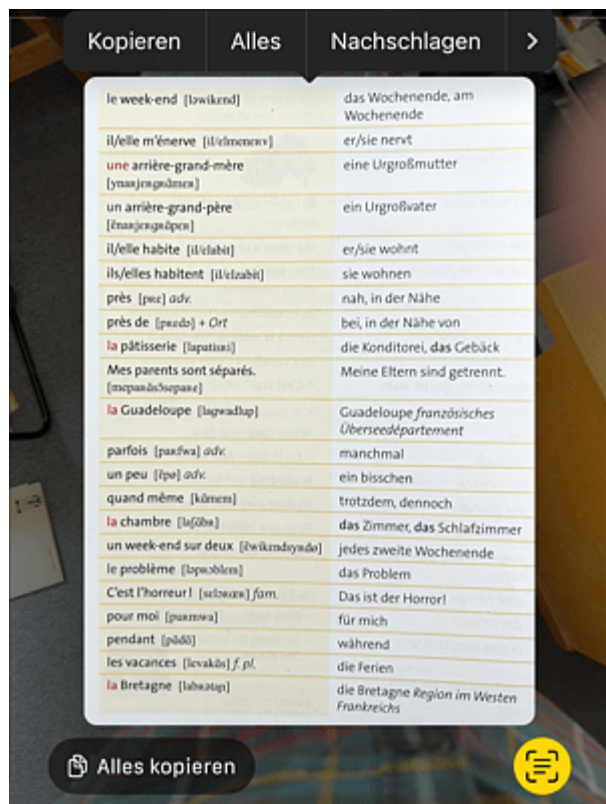 Kopieren Alles Nachschlagen >
le week-end [ləwikɛnd] das Wochenende, am
Wochenende
il/elle m'énerve er/sie nervt
une arrière-grand-mère eine Urgroßmutter
un arrière-grand-père ein Urgroßvater
il/elle habite [il/ɛlabit] er/sie wohnt
ils/elles habitent [il/ɛlzabit] sie wohnen
près [pʀɛ] adv. nah, in der Nähe
près de [pʀɛdə] + Ort bei, in der Nähe von
la pâtisserie [lapatisʀi] die Konditorei, das Gebäck
Mes parents sont séparés. Meine Eltern sind getrennt.
la Guadeloupe [lagwadlup] Guadeloupe französisches
Überseedépartement
parfois [paʀfwa] adv. manchmal
un peu [ɛ̃pø] adv. ein bisschen
quand même [kɑ̃mɛm] trotzdem, dennoch
la chambre [laʃɑ̃bʀ] das Zimmer, das Schlafzimmer
un week-end sur deux jedes zweite Wochenende
le problème [ləpʀɔblɛm] das Problem
C'est l'horreur! fam. Das ist der Horror!
pour moi [puʀmwa] für mich
pendant [pɑ̃dɑ̃] während
les vacances [levakɑ̃s] f. pl. die Ferien
la Bretagne [labʀətaɲ] die Bretagne Region im Westen
Frankreichs
Alles kopieren